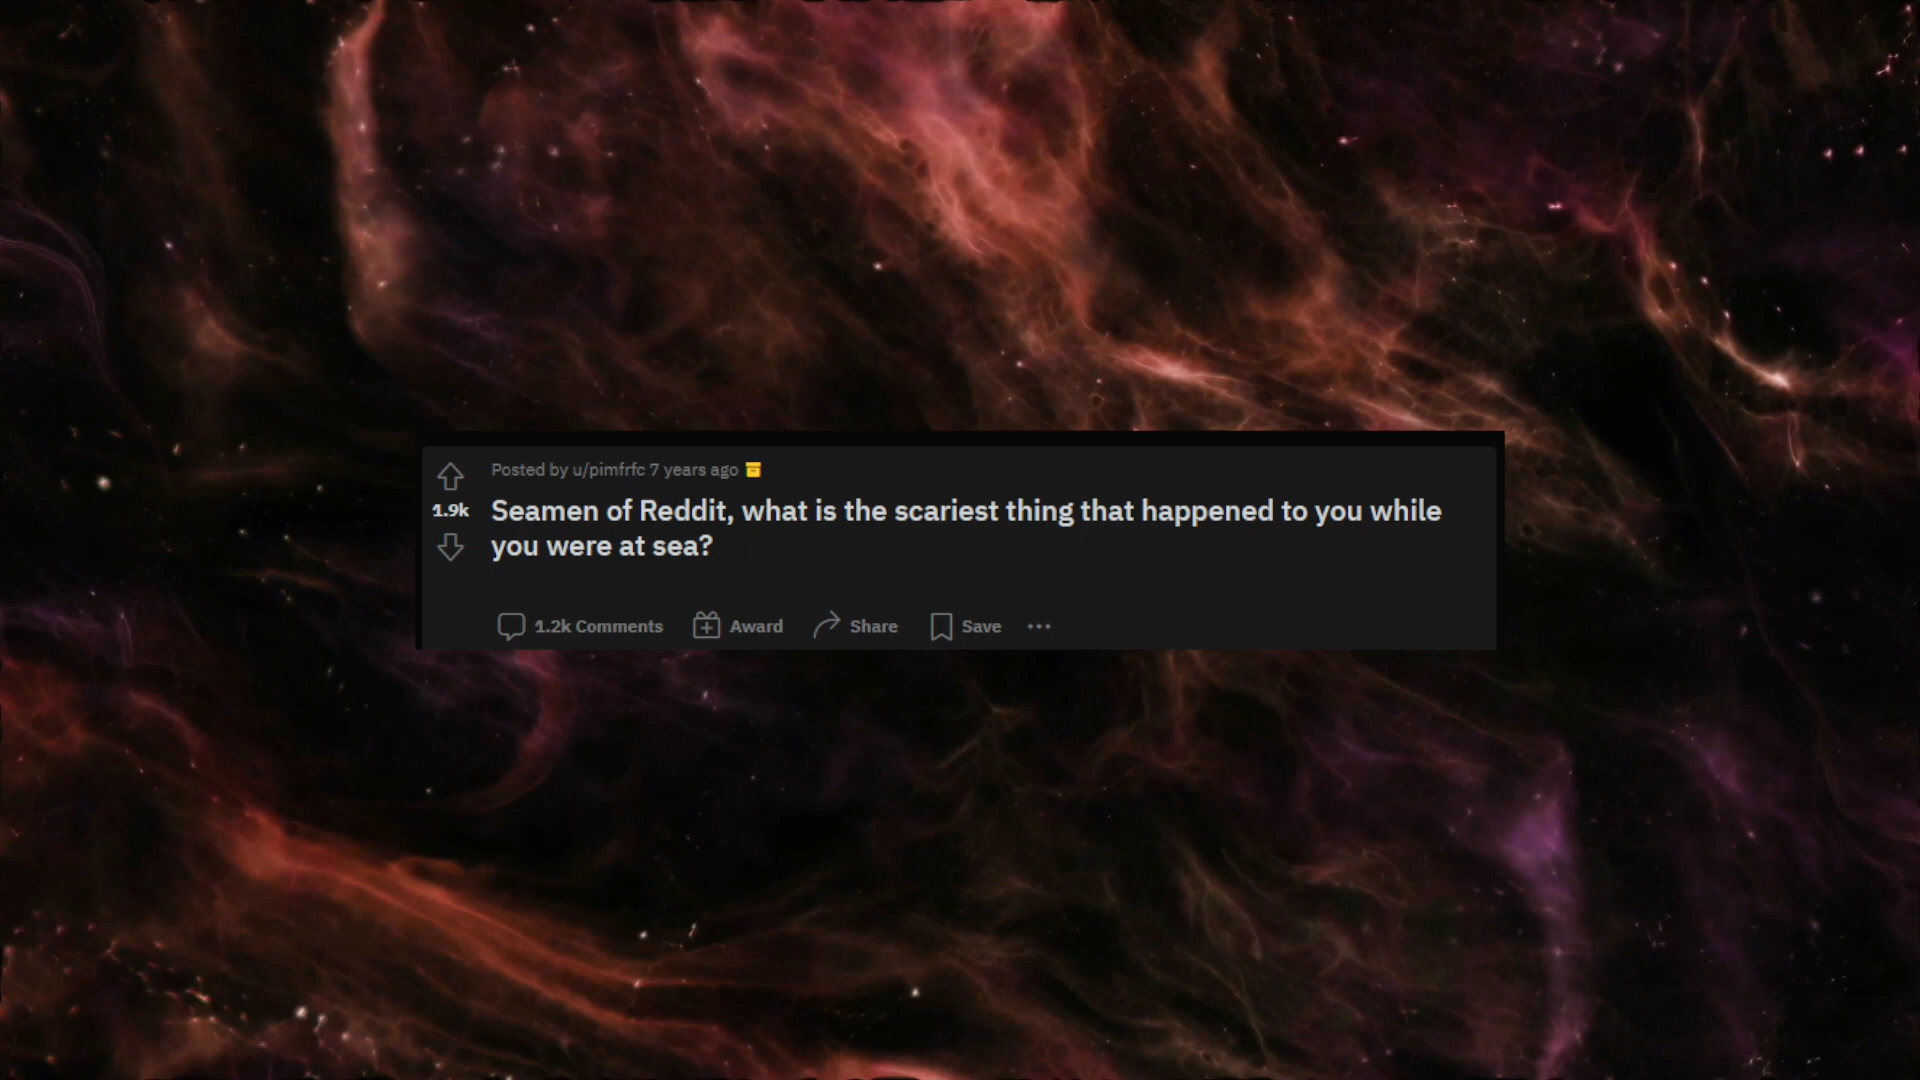 Posted by u/pimfrfc 7 years ago
1.9k
Seamen of Reddit, what is the scariest thing that happened to you while
you were at sea?
1.2k Comments Award Share Save